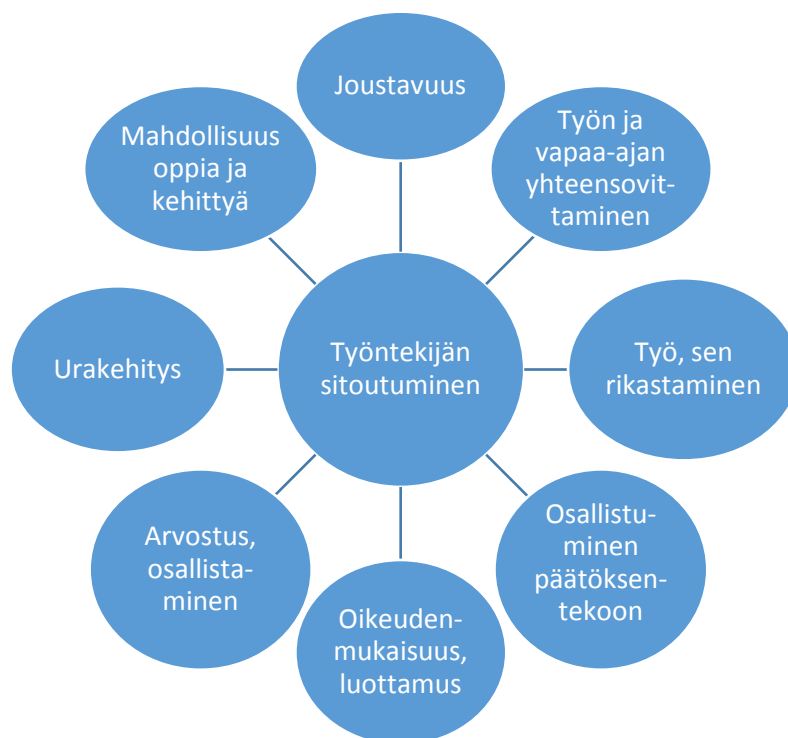 Joustavuus
Työn ja
vapaa-ajan
yhteensovit-
taminen
Työ, sen
rikastaminen
Osallistu-
minen
päätöksen-
tekoon
Oikeuden-
mukaisuus,
luottamus
Arvostus,
osallista-
minen
Urakehitys
Mahdollisuus
oppia ja
kehittyä
Työntekijän
sitoutuminen